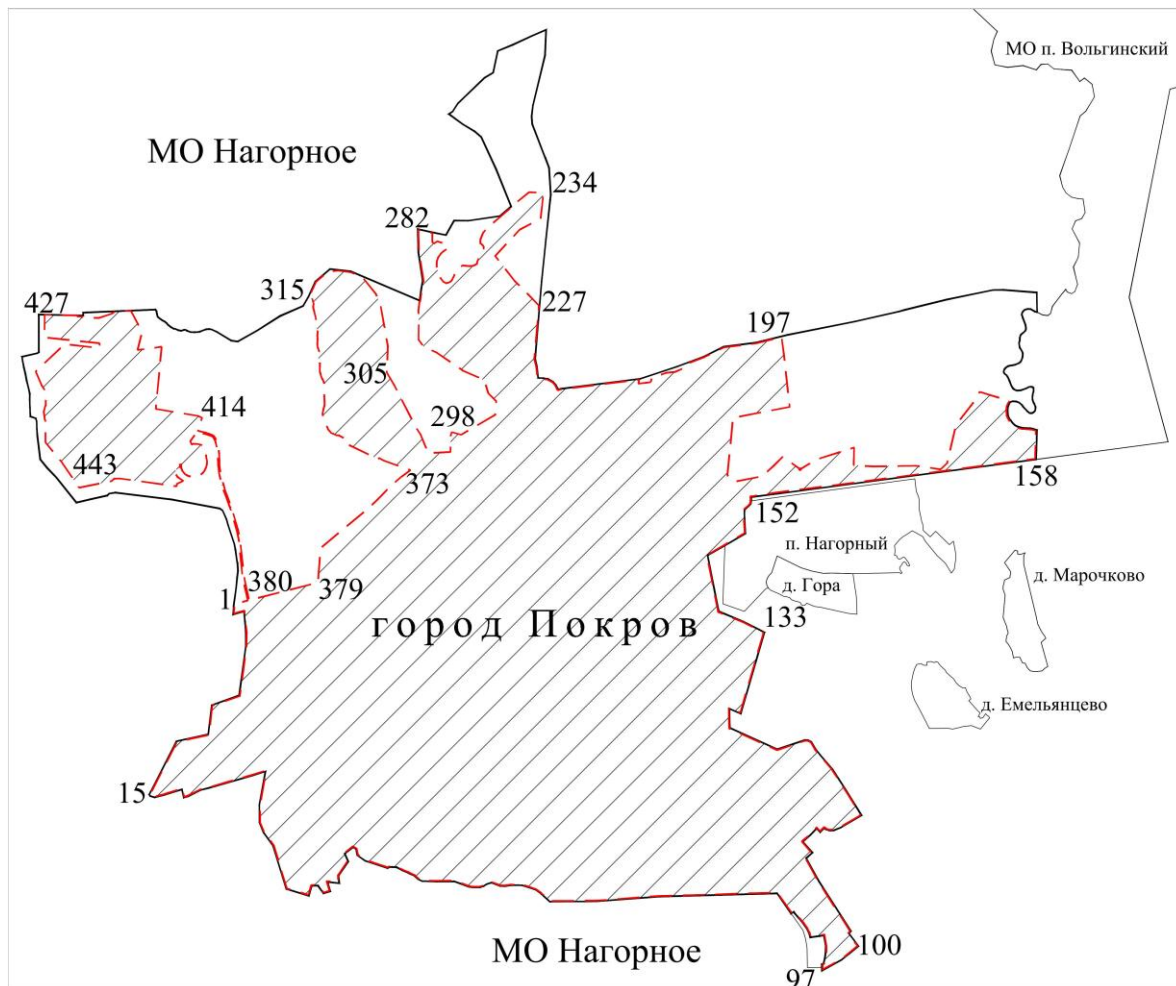 МО п. Вольгинский
МО Нагорное
234
282
315
227
427
197
305
414
298
443
373
158
152
п. Нагорный
380
379
д. Гора
д. Марочково
1
133
город Покров
д. Емельянцево
15
МО Нагорное
100
97